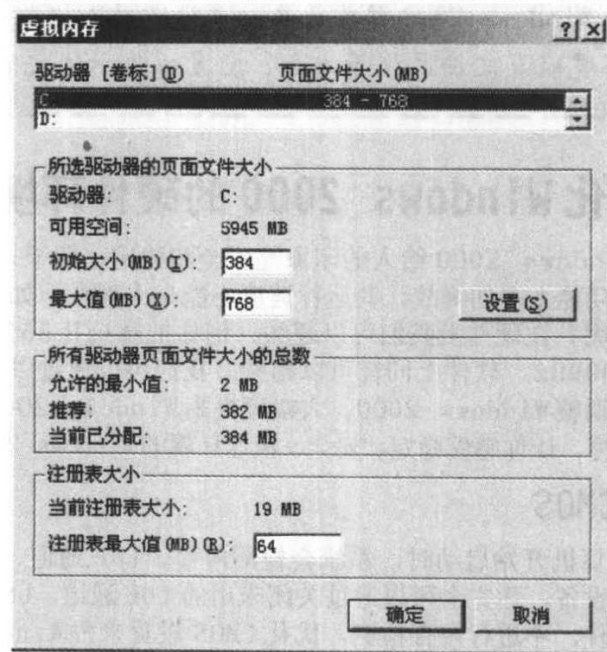 虚拟内存
驱动器 [卷标](D) 页面文件大小(MB)
C: 384 - 768
D:
所选驱动器的页面文件大小
驱动器: C:
可用空间: 5945 MB
初始大小(MB)(I): 384
最大值(MB)(X): 768
设置(S)
所有驱动器页面文件大小的总数
允许的最小值: 2 MB
推荐: 382 MB
当前已分配: 384 MB
注册表大小
当前注册表大小: 19 MB
注册表最大值(MB)(R): 64
确定 取消